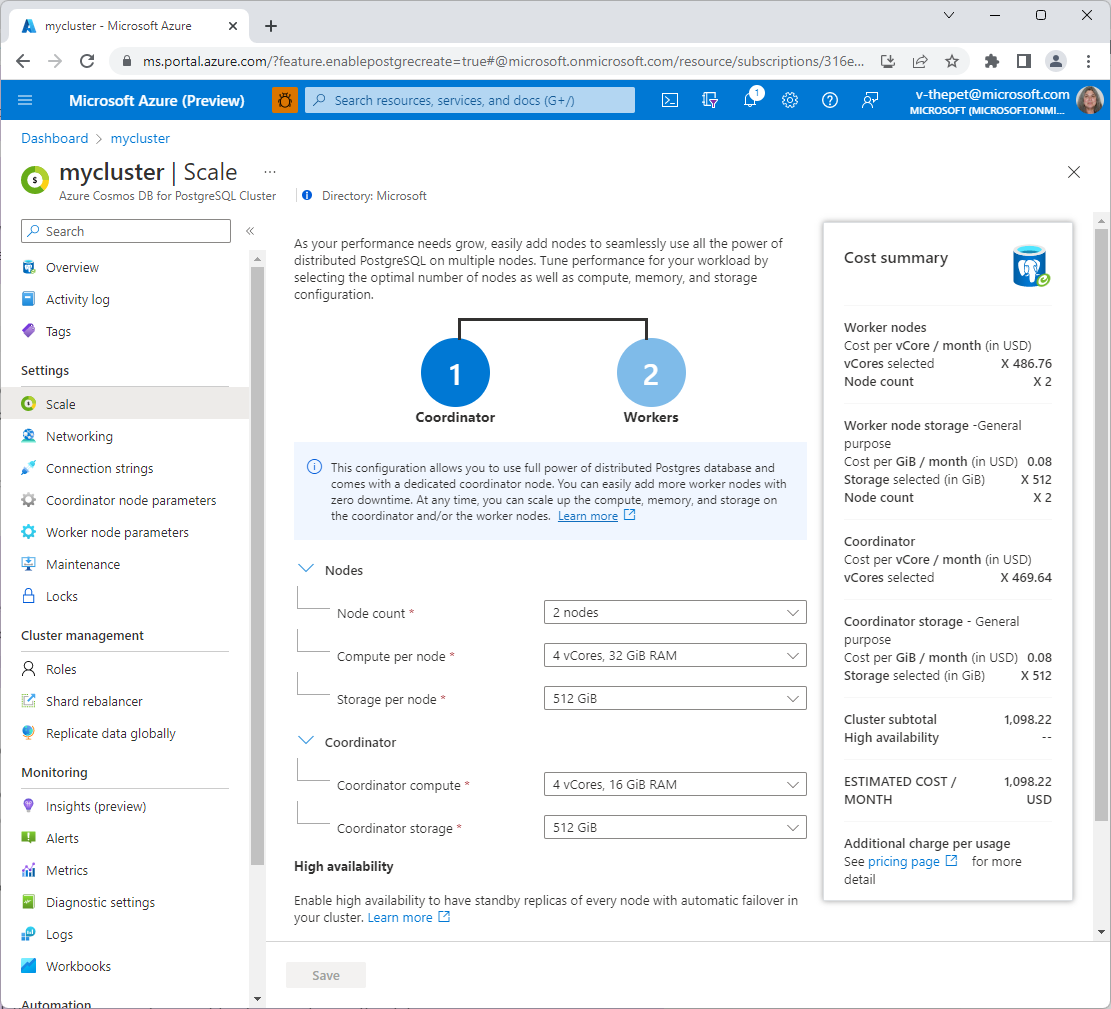 mycluster - Microsoft Azure
ms.portal.azure.com/?feature.enablepostgrecreate=true#@microsoft.onmicrosoft.com/resource/subscriptions/316e...
Microsoft Azure (Preview)
Search resources, services, and docs (G+/)
1
v-thepet@microsoft.com
MICROSOFT (MICROSOFT.ONMI...
Dashboard > mycluster
mycluster | Scale ...
Azure Cosmos DB for PostgreSQL Cluster
Directory: Microsoft
Search
Overview
Activity log
Tags
Settings
Scale
Networking
Connection strings
Coordinator node parameters
Worker node parameters
Maintenance
Locks
Cluster management
Roles
Shard rebalancer
Replicate data globally
Monitoring
Insights (preview)
Alerts
Metrics
Diagnostic settings
Logs
Workbooks
Automation
As your performance needs grow, easily add nodes to seamlessly use all the power of
distributed PostgreSQL on multiple nodes. Tune performance for your workload by
selecting the optimal number of nodes as well as compute, memory, and storage
configuration.
1 2
Coordinator Workers
This configuration allows you to use full power of distributed Postgres database and
comes with a dedicated coordinator node. You can easily add more worker nodes with
zero downtime. At any time, you can scale up the compute, memory, and storage on
the coordinator and/or the worker nodes. Learn more
Nodes
Node count * 2 nodes
Compute per node * 4 vCores, 32 GiB RAM
Storage per node * 512 GiB
Coordinator
Coordinator compute * 4 vCores, 16 GiB RAM
Coordinator storage * 512 GiB
High availability
Enable high availability to have standby replicas of every node with automatic failover in
your cluster. Learn more
Save
Cost summary
Worker nodes
Cost per vCore / month (in USD)
vCores selected X 486.76
Node count X 2
Worker node storage -General
purpose
Cost per GiB / month (in USD) 0.08
Storage selected (in GiB) X 512
Node count X 2
Coordinator
Cost per vCore / month (in USD)
vCores selected X 469.64
Coordinator storage - General
purpose
Cost per GiB / month (in USD) 0.08
Storage selected (in GiB) X 512
Cluster subtotal 1,098.22
High availability --
ESTIMATED COST / 1,098.22
MONTH USD
Additional charge per usage
See pricing page for more
detail